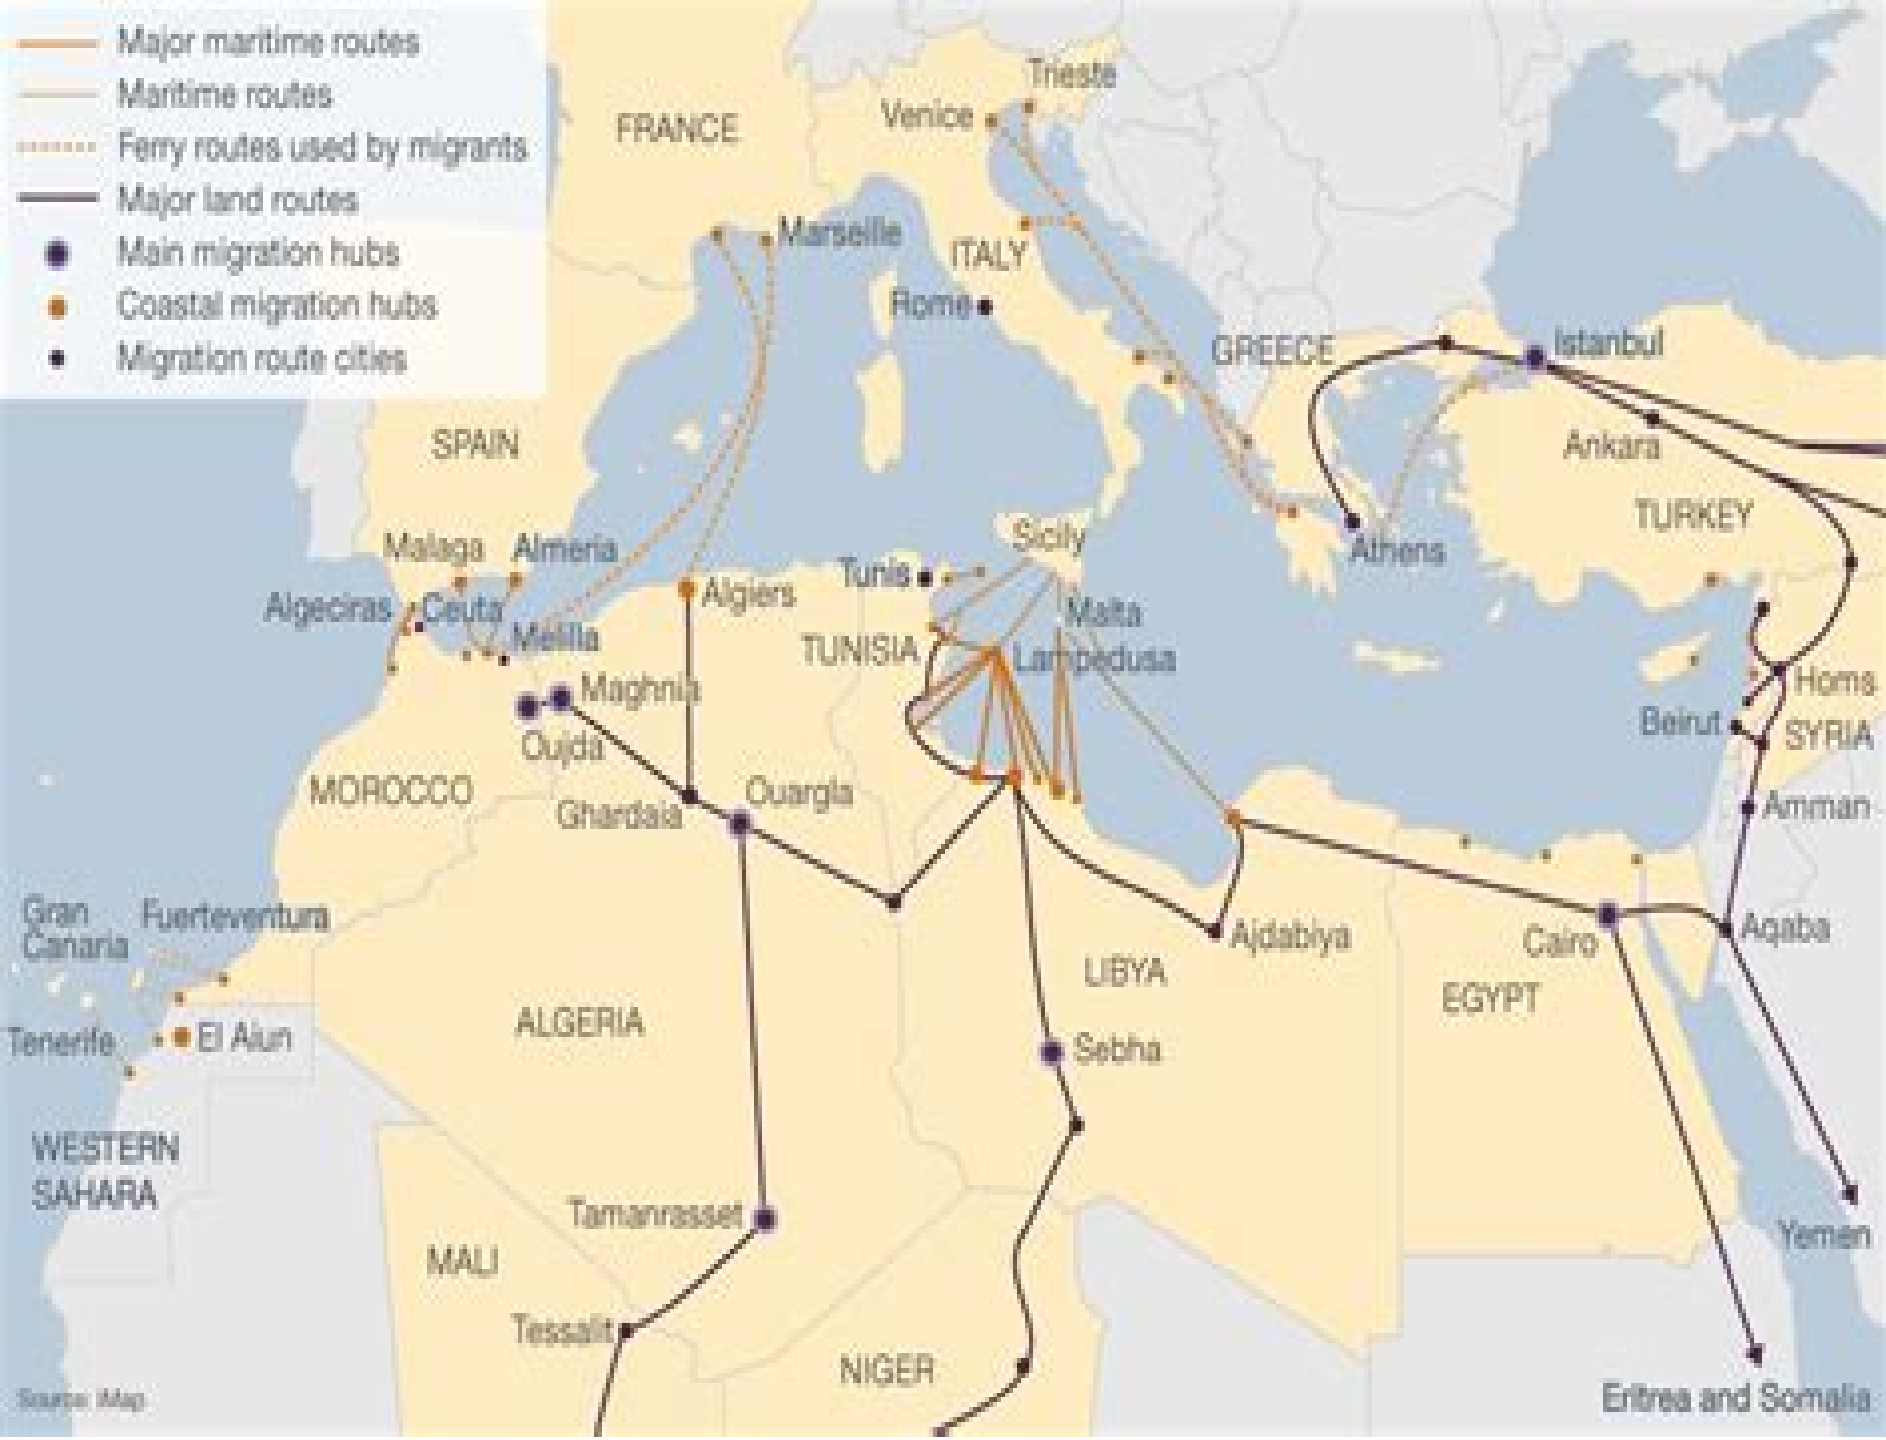 Major maritime routes
Maritime routes
Ferry routes used by migrants
Major land routes
Main migration hubs
Coastal migration hubs
Migration route cities
Trieste
Venice
FRANCE
Marseille
ITALY
Rome
GREECE
Istanbul
Ankara
SPAIN
TURKEY
Sicily
Malaga
Almeria
Athens
Tunis
Algiers
Algeciras
Ceuta
Malta
Melilla
TUNISIA
Lampedusa
Maghnia
Homs
Beirut
SYRIA
Oujda
MOROCCO
Ouargla
Ghardaia
Amman
Gran
Canaria
Fuerteventura
Ajdabiya
Cairo
Aqaba
LIBYA
EGYPT
ALGERIA
El Aiun
Tenerife
Sebha
WESTERN
SAHARA
Tamanrasset
Yemen
MALI
Tessalit
NIGER
Source: iMap
Eritrea and Somalia